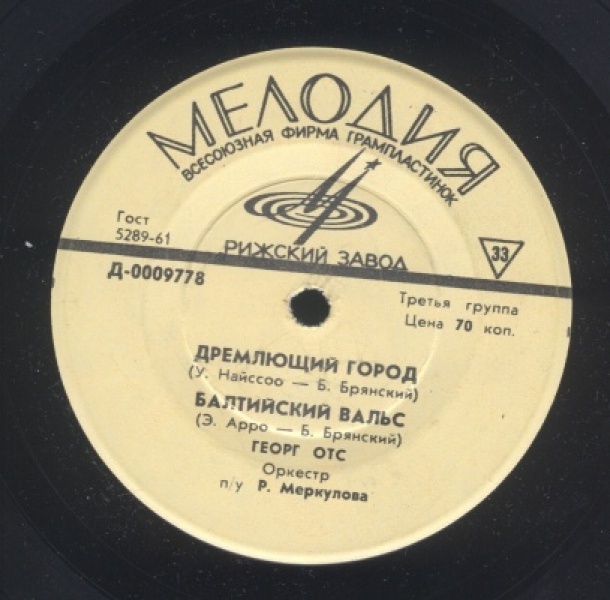 МЕЛОДИЯ
ВСЕСОЮЗНАЯ ФИРМА ГРАМПЛАСТИНОК
РИЖСКИЙ ЗАВОД
Гост
5289-61
33
Д-0009778
Третья группа
Цена 70 коп.
ДРЕМЛЮЩИЙ ГОРОД
(У. Найссоо — Б. Брянский)
БАЛТИЙСКИЙ ВАЛЬС
(Э. Арро — Б. Брянский)
ГЕОРГ ОТС
Оркестр
п/у Р. Меркулова